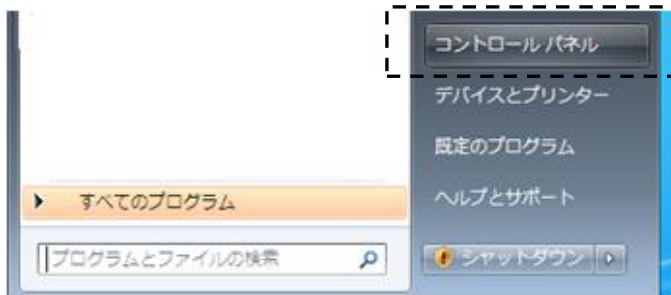 コントロール パネル
デバイスとプリンター
既定のプログラム
ヘルプとサポート
すべてのプログラム
プログラムとファイルの検索
シャットダウン